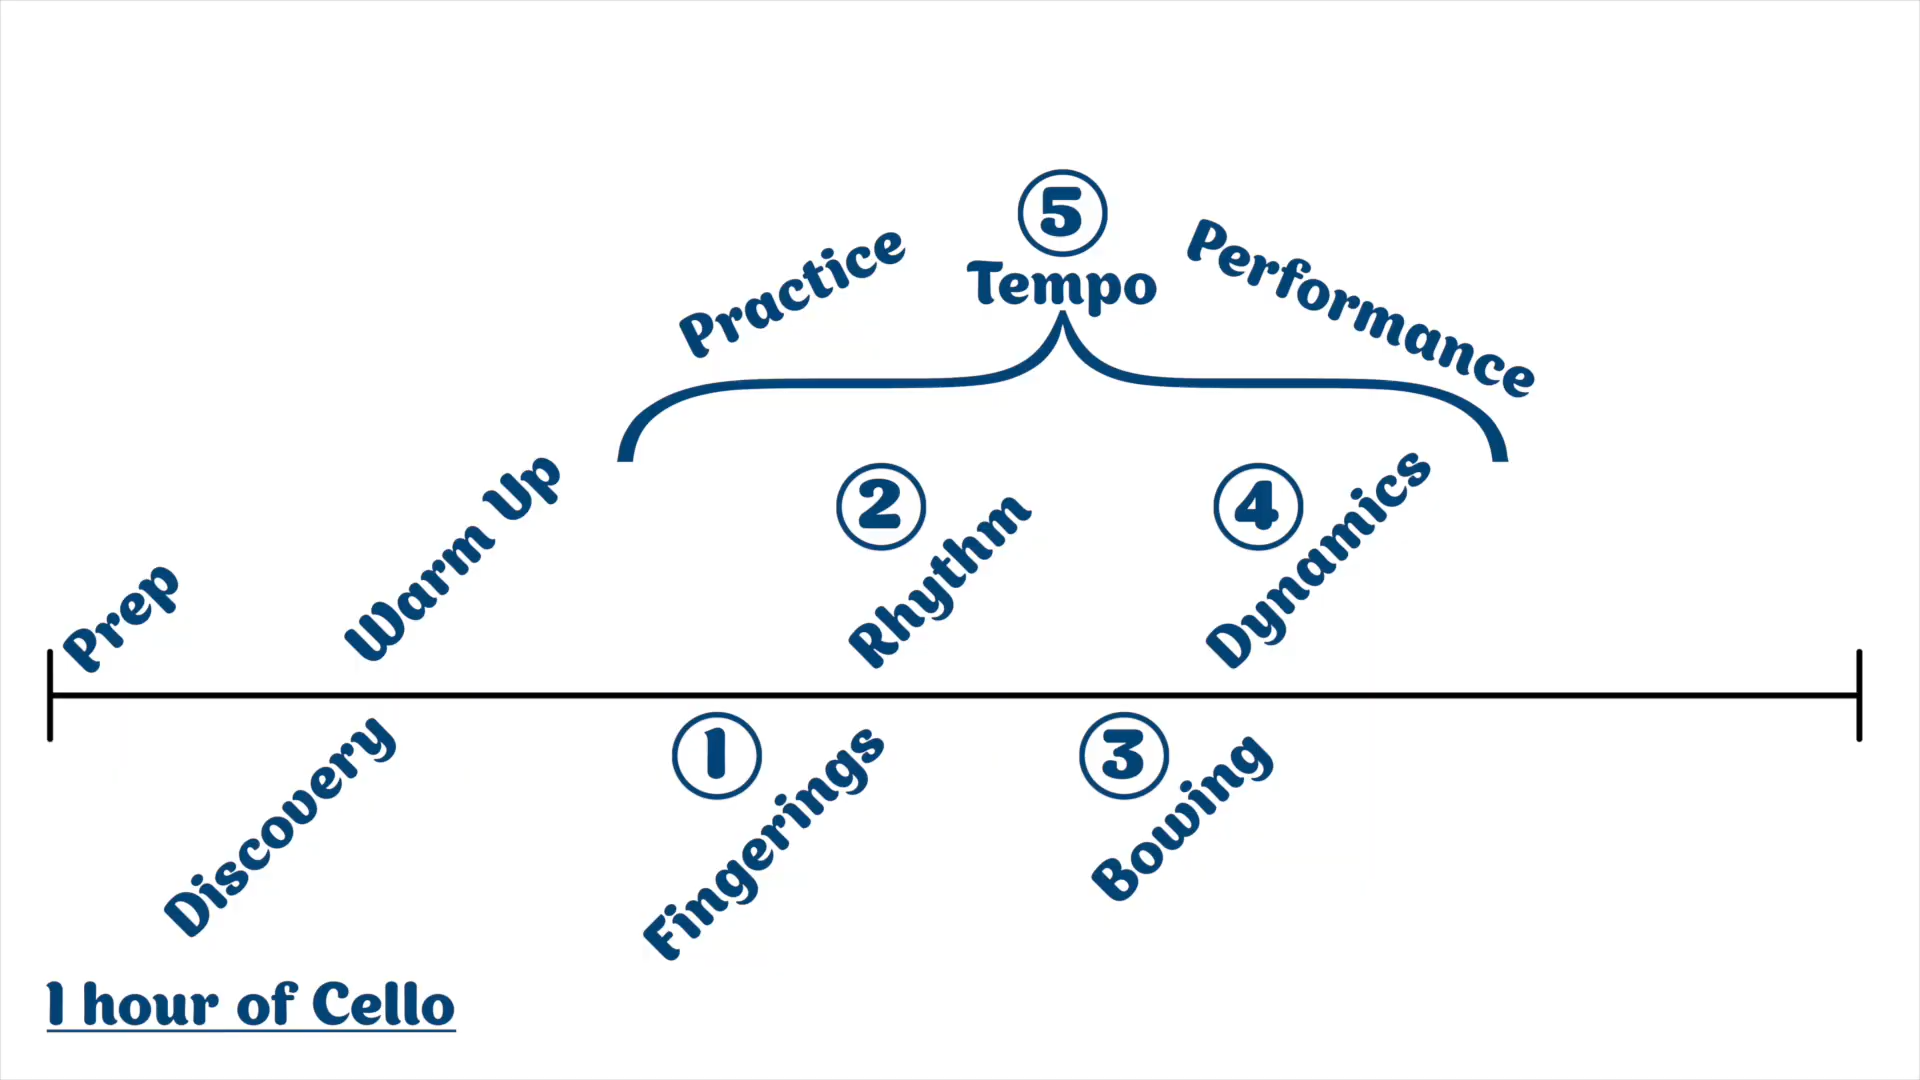 5
Practice
Tempo
Performance
Prep
Warm Up
2
Rhythm
4
Dynamics
Discovery
1
Fingerings
3
Bowing
1 hour of Cello